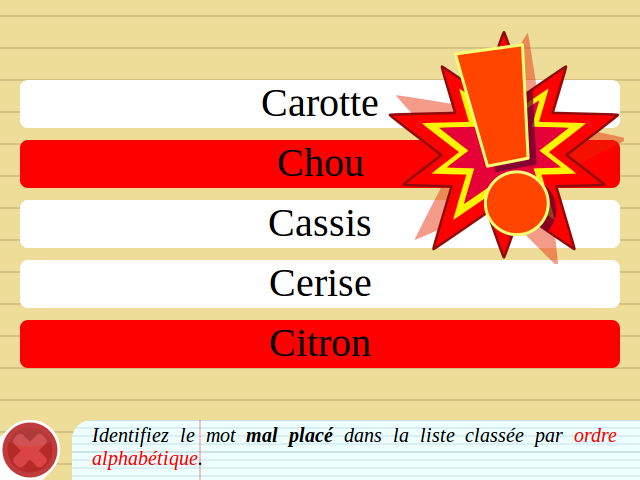 Carotte
Chou
Cassis
Cerise
Citron
Identifiez le mot mal placé dans la liste classée par ordre
alphabétique.